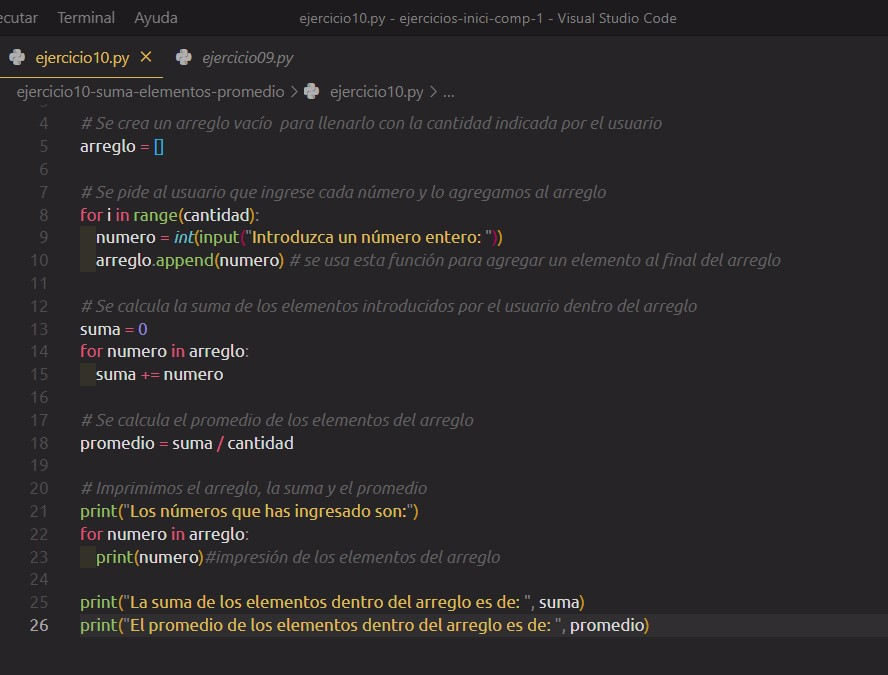 ecutar Terminal Ayuda ejercicio10.py - ejercicios-inici-comp-1 - Visual Studio Code
ejercicio10.py × ejercicio09.py
ejercicio10-suma-elementos-promedio > ejercicio10.py > ...
4 # Se crea un arreglo vacío para llenarlo con la cantidad indicada por el usuario
5 arreglo = []
6
7 # Se pide al usuario que ingrese cada número y lo agregamos al arreglo
8 for i in range(cantidad):
9 numero = int(input("Introduzca un número entero: "))
10 arreglo.append(numero) # se usa esta función para agregar un elemento al final del arreglo
11
12 # Se calcula la suma de los elementos introducidos por el usuario dentro del arreglo
13 suma = 0
14 for numero in arreglo:
15 suma += numero
16
17 # Se calcula el promedio de los elementos del arreglo
18 promedio = suma / cantidad
19
20 # Imprimimos el arreglo, la suma y el promedio
21 print("Los números que has ingresado son:")
22 for numero in arreglo:
23 print(numero)#impresión de los elementos del arreglo
24
25 print("La suma de los elementos dentro del arreglo es de: ", suma)
26 print("El promedio de los elementos dentro del arreglo es de: ", promedio)